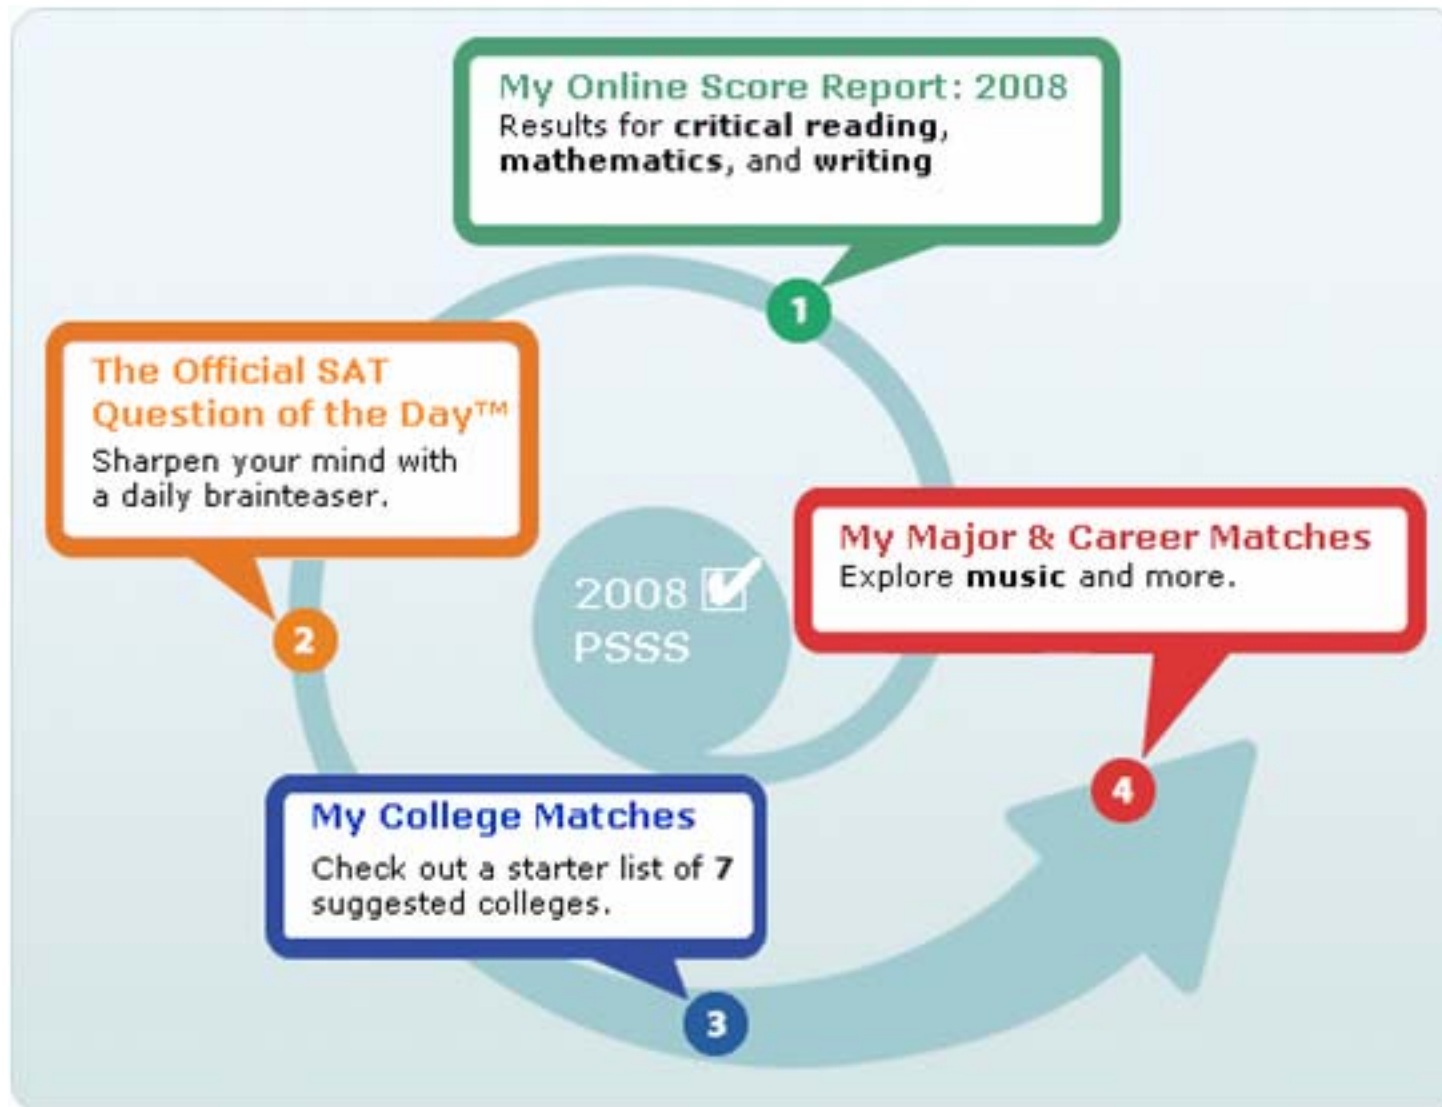 My Online Score Report: 2008
Results for critical reading,
mathematics, and writing
1
The Official SAT
Question of the Day™
Sharpen your mind with
a daily brainteaser.
2
2008
PSSS
My Major & Career Matches
Explore music and more.
4
My College Matches
Check out a starter list of 7
suggested colleges.
3